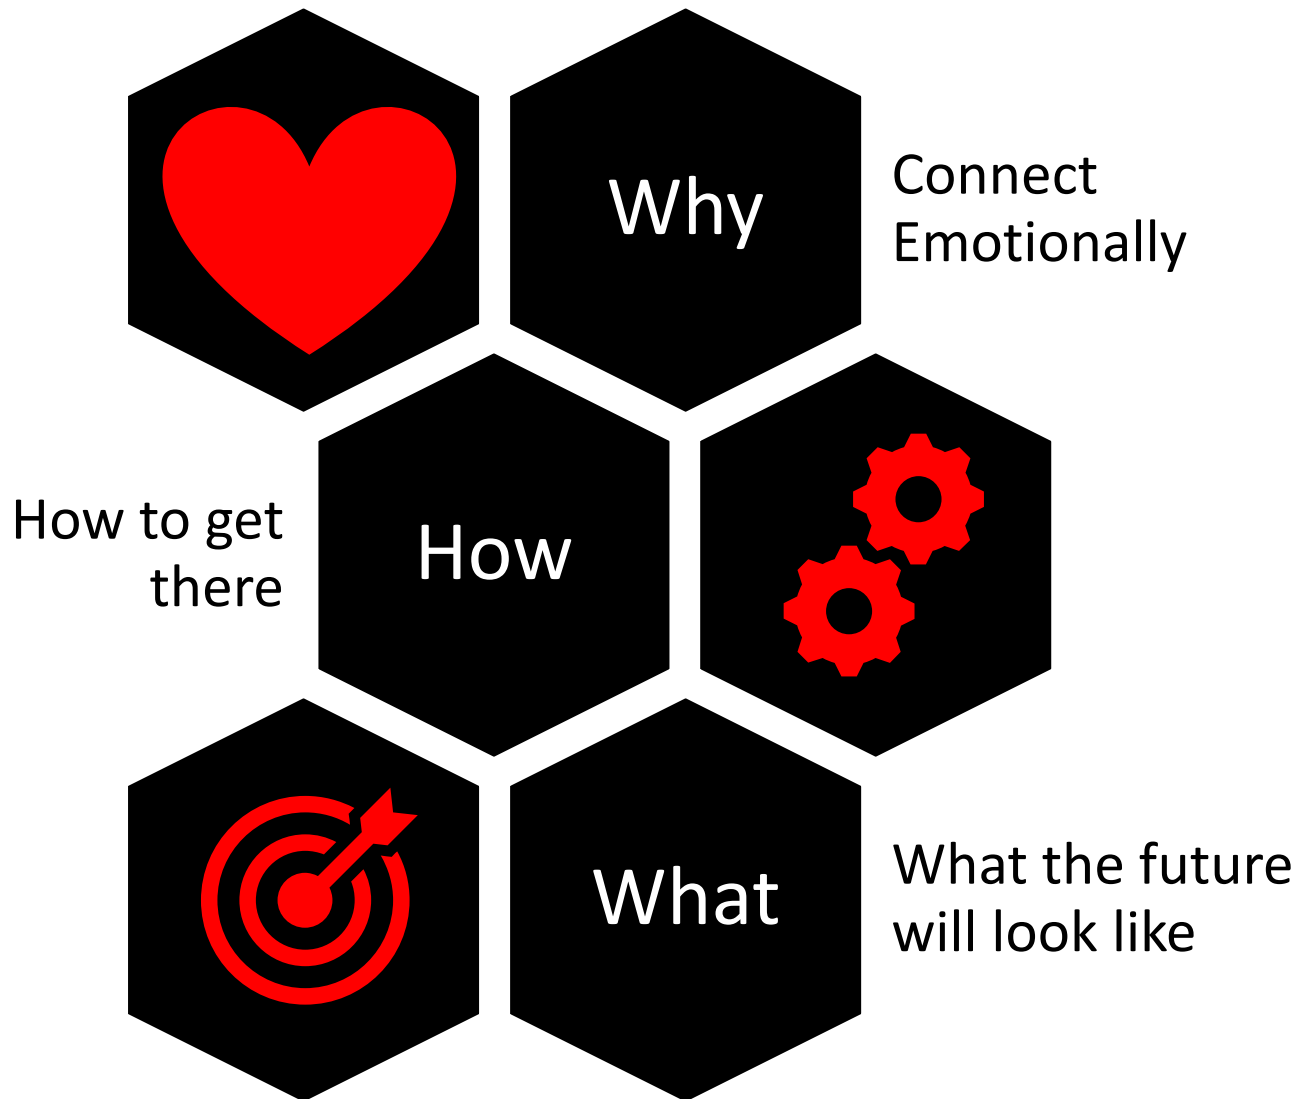 Why
Connect
Emotionally
How to get
there
How
What
What the future
will look like